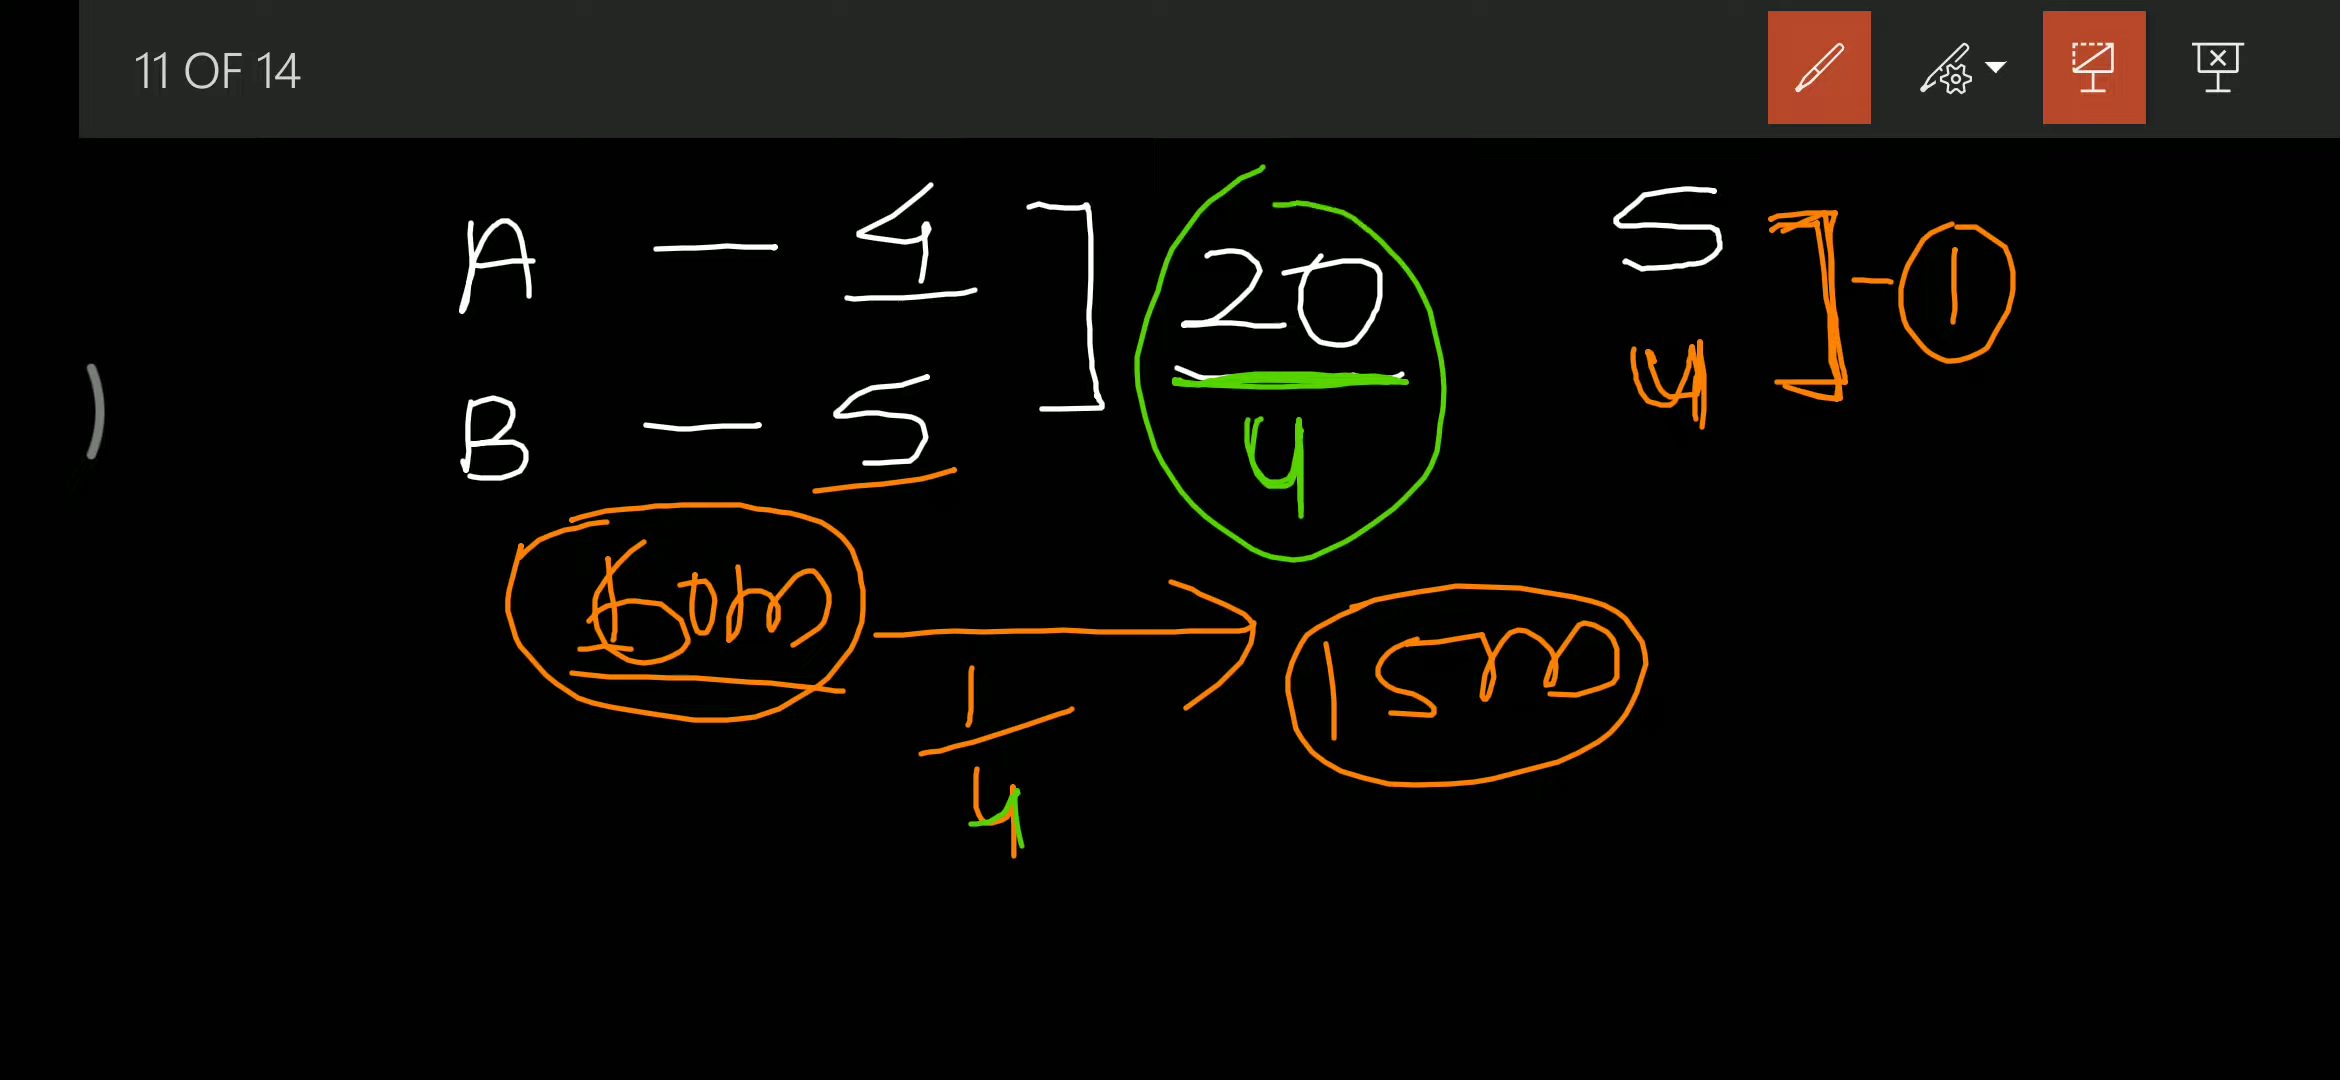 11 OF 14
A — 4 ] 20/4 5 ] - 1
B — 5 4
60m → 15m
1/4